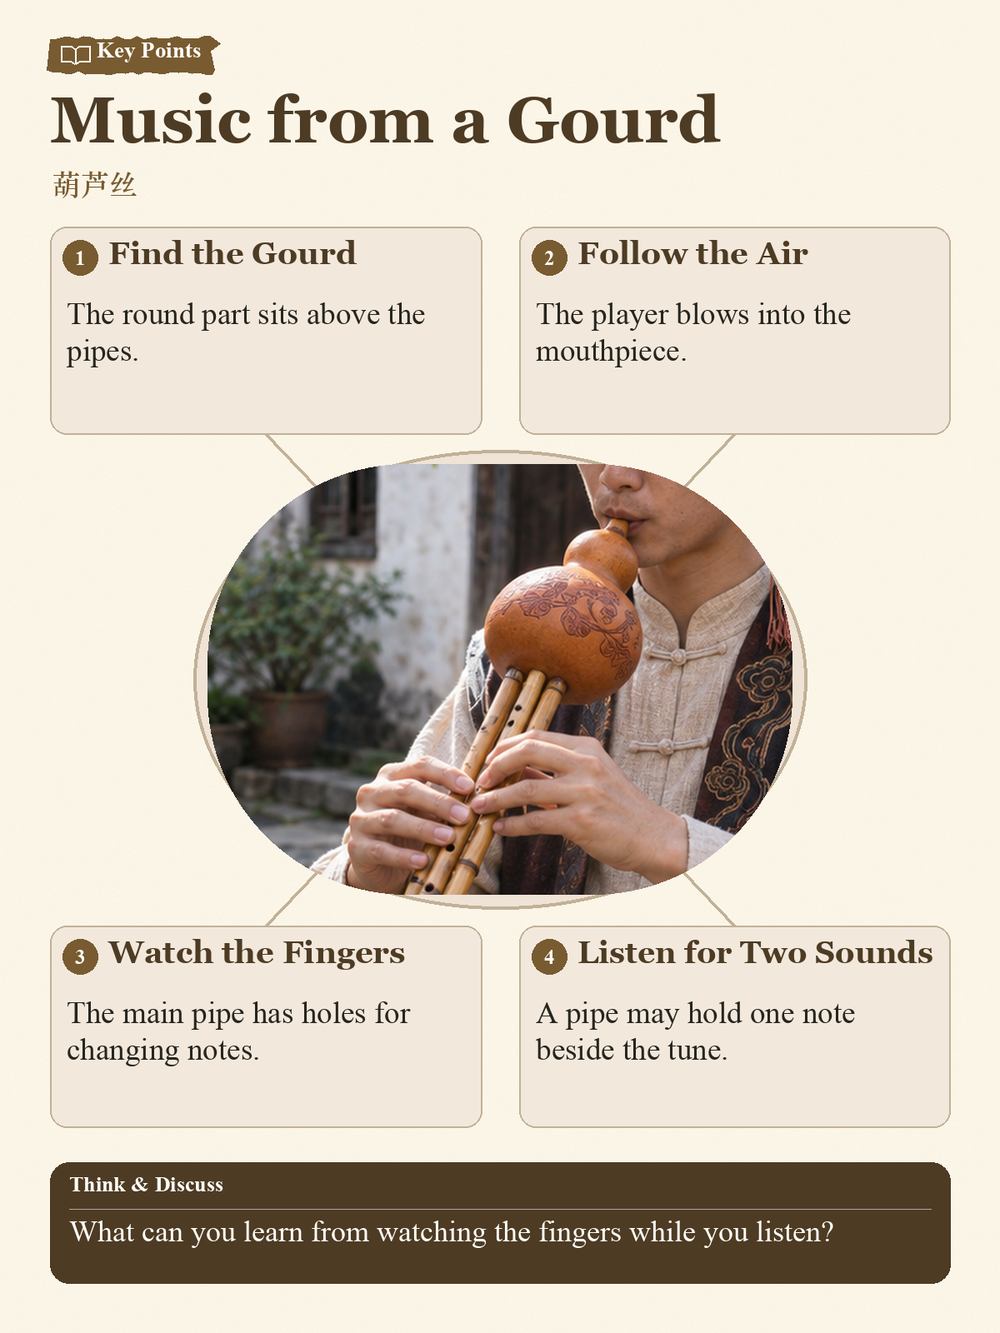 Key Points
Music from a Gourd
葫芦丝
1 Find the Gourd
The round part sits above the
pipes.
2 Follow the Air
The player blows into the
mouthpiece.
3 Watch the Fingers
The main pipe has holes for
changing notes.
4 Listen for Two Sounds
A pipe may hold one note
beside the tune.
Think & Discuss
What can you learn from watching the fingers while you listen?